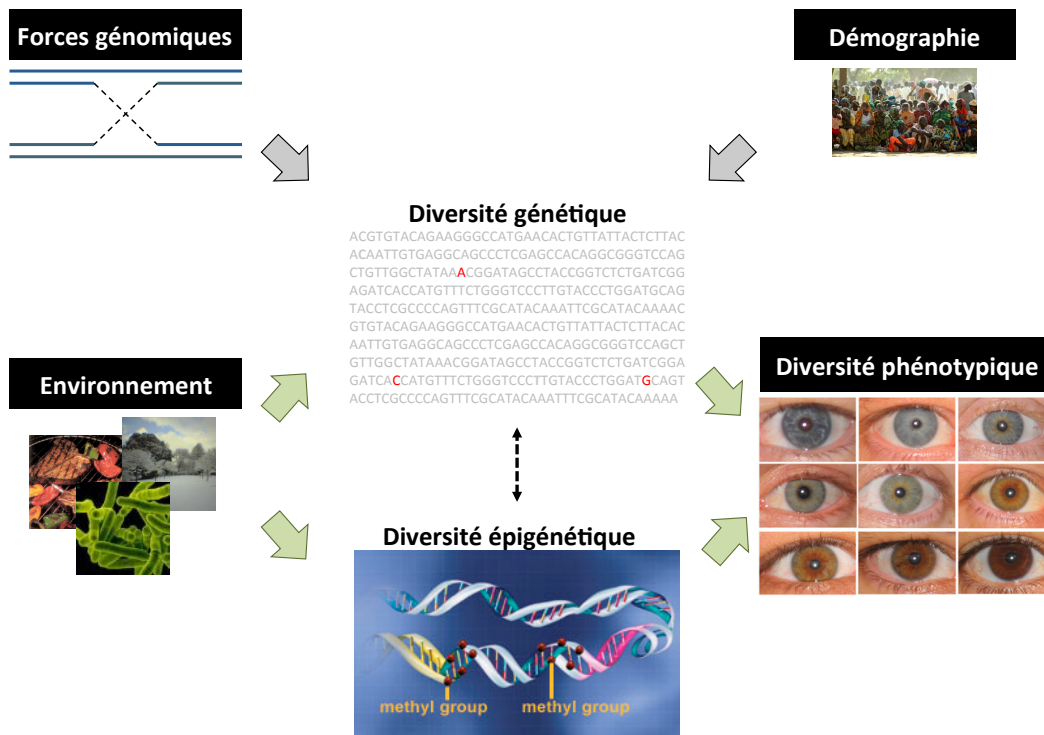 Forces génomiques
Démographie
Diversité génétique
ACGTGTACAGAAGGGCCATGAACACTGTTATTACTCTTAC
ACAATTGTGAGGCAGCCCTCGAGCCACAGGCGGGTCCAG
CTGTTGGCTATAAACGGATAGCCTACCGGTCTCTGATCGG
AGATCACCATGTTTCTGGGTCCCTTGTACCCTGGATGCAG
TACCTCGCCCCAGTTTCGCATACAAATTCGCATACAAAAC
GTGTACAGAAGGGCCATGAACACTGTTATTACTCTTACAC
AATTGTGAGGCAGCCCTCGAGCCACAGGCGGGTCCAGCT
GTTGGCTATAAACGGATAGCCTACCGGTCTCTGATCGGA
GATCACCATGTTTCTGGGTCCCTTGTACCCTGGATGCAGT
ACCTCGCCCCAGTTTCGCATACAAATTTCGCATACAAAAA
Environnement
Diversité phénotypique
Diversité épigénétique
methyl group
methyl group